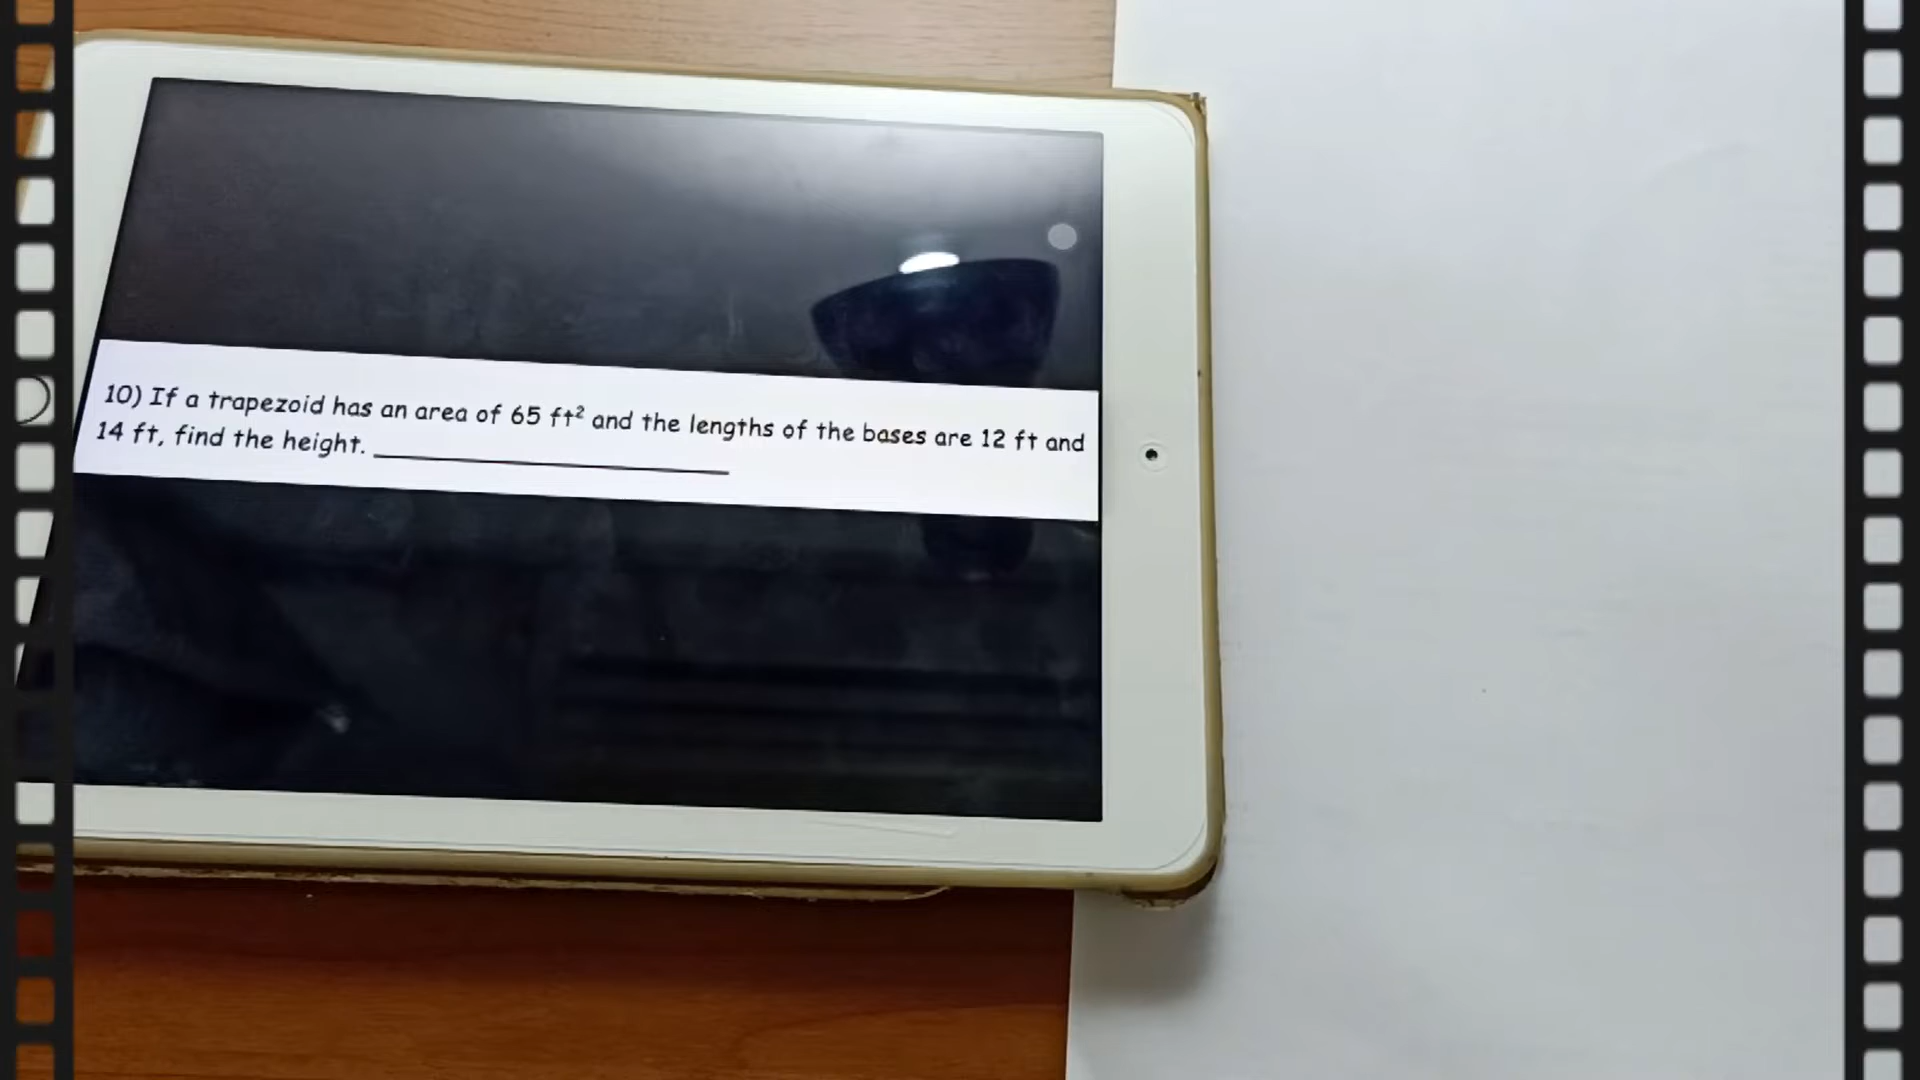 10) If a trapezoid has an area of 65 ft² and the lengths of the bases are 12 ft and
14 ft, find the height. ____________________